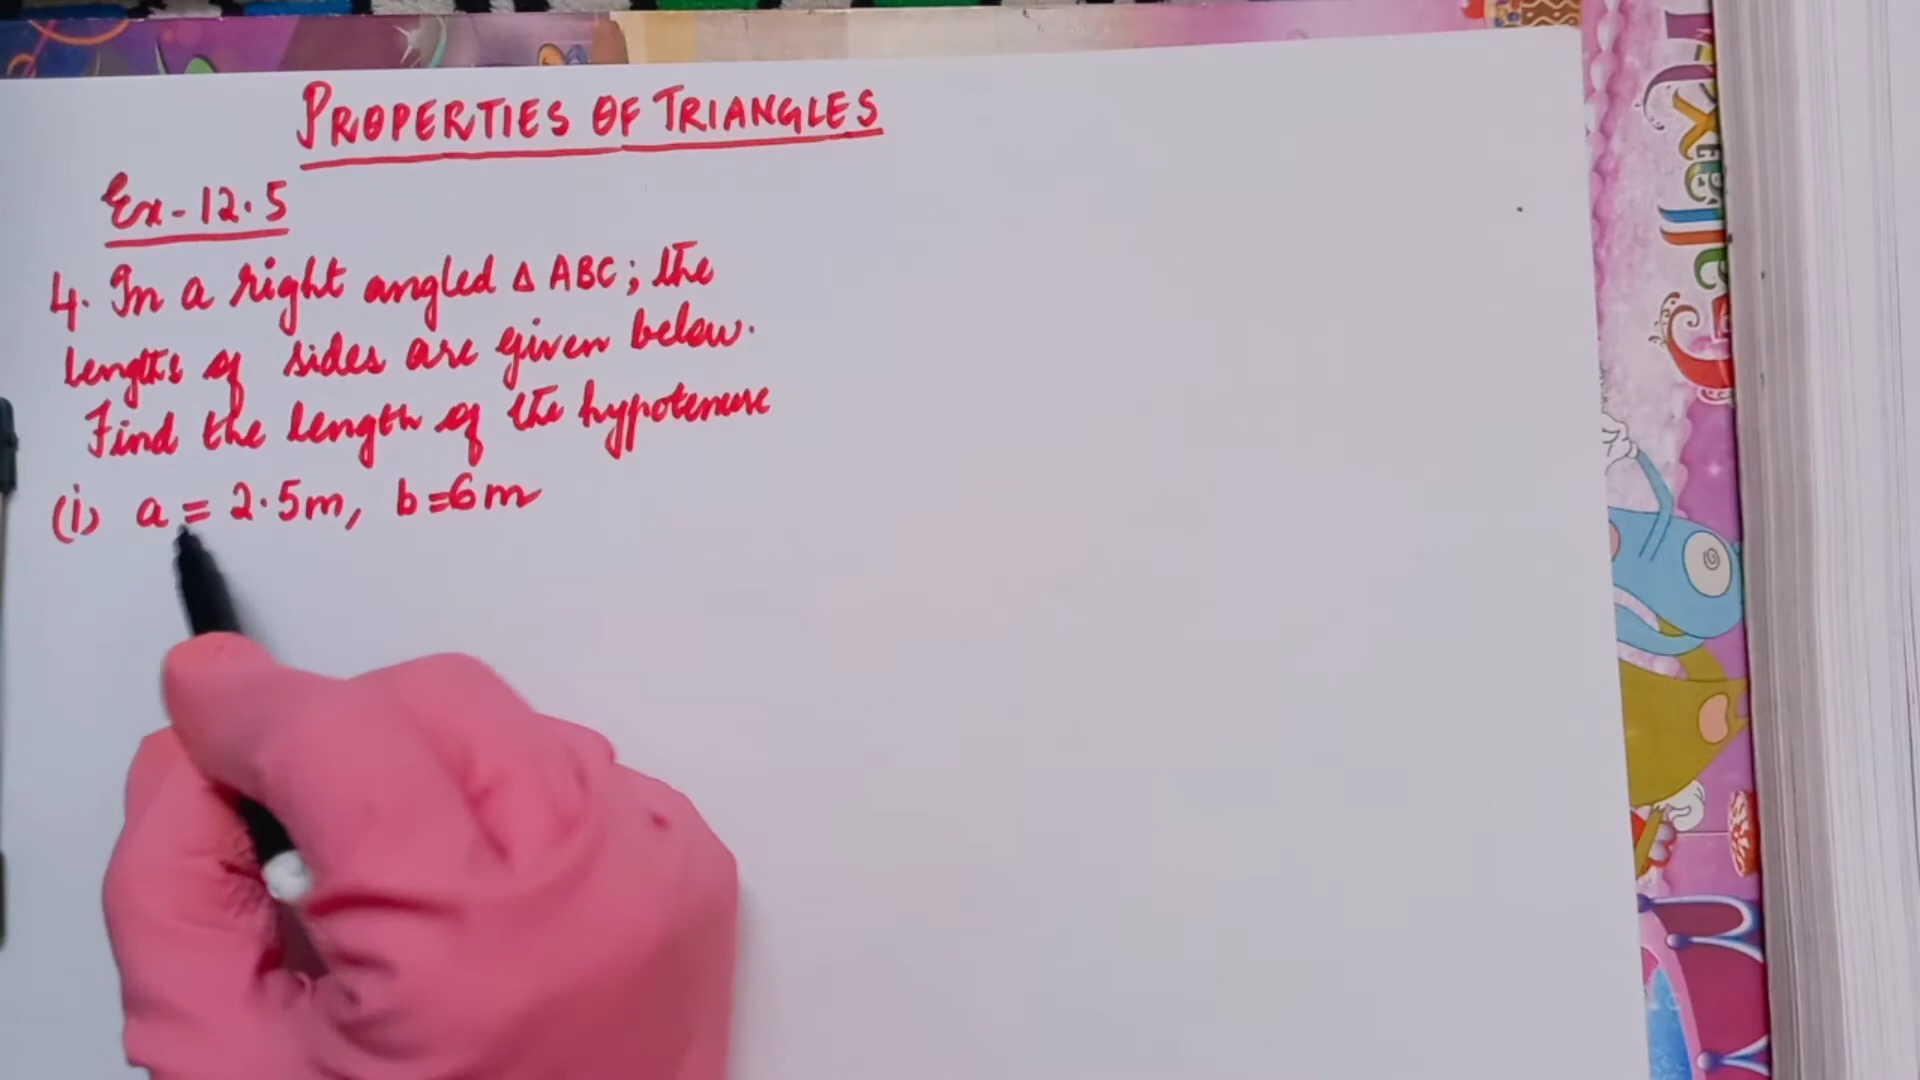 PROPERTIES OF TRIANGLES
Ex-12.5
4. In a right angled △ ABC; the
lengths of sides are given below.
Find the length of the hypotenuse
(i) a = 2.5m, b=6m